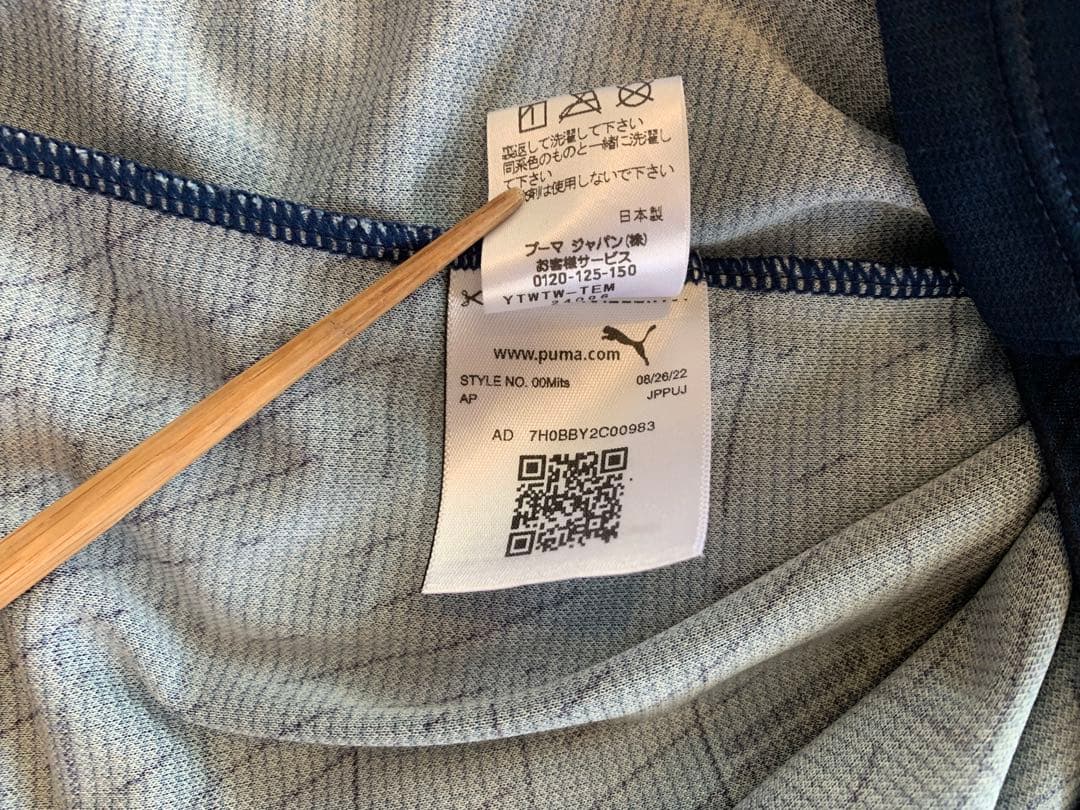 裏返して洗濯して下さい
同系色のものと一緒に洗濯し
て下さい
剤は使用しないで下さい
日本製
プーマ ジャパン(株)
お客様サービス
0120-125-150
YTWTW-TEM
www.puma.com
STYLE NO. 00Mits 08/26/22
AP JPPUJ
AD 7H0BBY2C00983